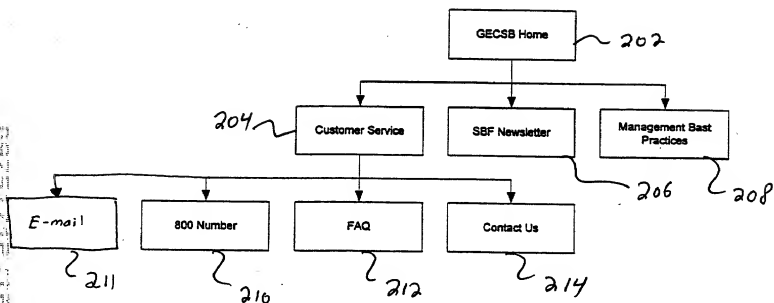 GECSB Home
202
204
Customer Service
SBF Newsletter
Management Bast
Practices
206
208
E-mail
800 Number
FAQ
Contact Us
211
210
212
214